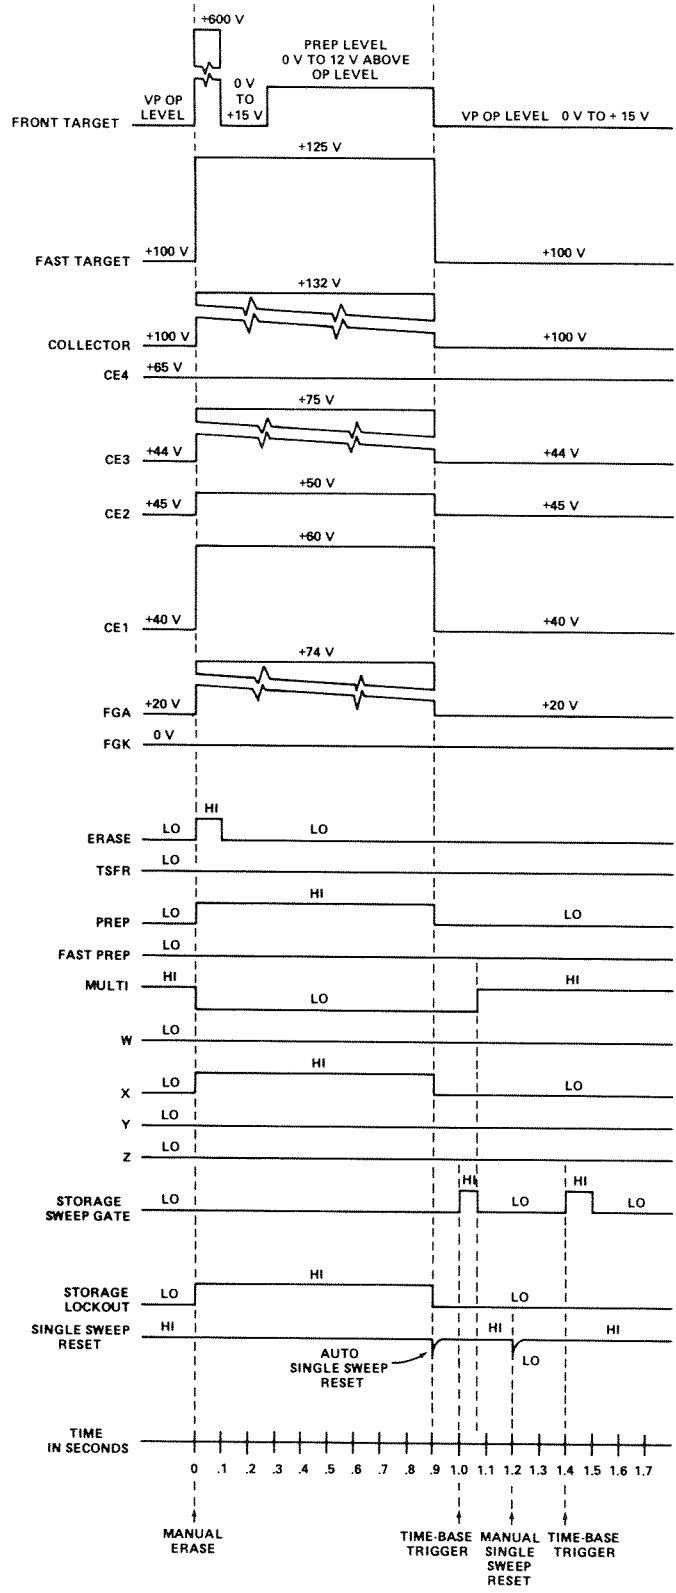 +600 V
PREP LEVEL
0 V TO 12 V ABOVE
OP LEVEL
VP OP
LEVEL
0 V
TO
+15 V
FRONT TARGET
VP OP LEVEL 0 V TO + 15 V
+125 V
FAST TARGET +100 V +100 V
+132 V
COLLECTOR +100 V +100 V
CE4 +65 V
+75 V
CE3 +44 V +44 V
+50 V
CE2 +45 V +45 V
+60 V
CE1 +40 V +40 V
+74 V
FGA +20 V +20 V
FGK 0 V
HI
ERASE LO LO
TSFR LO
HI
PREP LO LO
FAST PREP LO
MULTI HI LO HI
W LO
HI
X LO LO
Y LO
Z LO
HI HI
STORAGE
SWEEP GATE
LO LO LO
HI
STORAGE
LOCKOUT
LO LO
SINGLE SWEEP
RESET
HI HI HI
AUTO
SINGLE SWEEP
RESET
LO
TIME
IN SECONDS
0 .1 .2 .3 .4 .5 .6 .7 .8 .9 1.0 1.1 1.2 1.3 1.4 1.5 1.6 1.7
MANUAL
ERASE
TIME-BASE
TRIGGER
MANUAL
SINGLE
SWEEP
RESET
TIME-BASE
TRIGGER